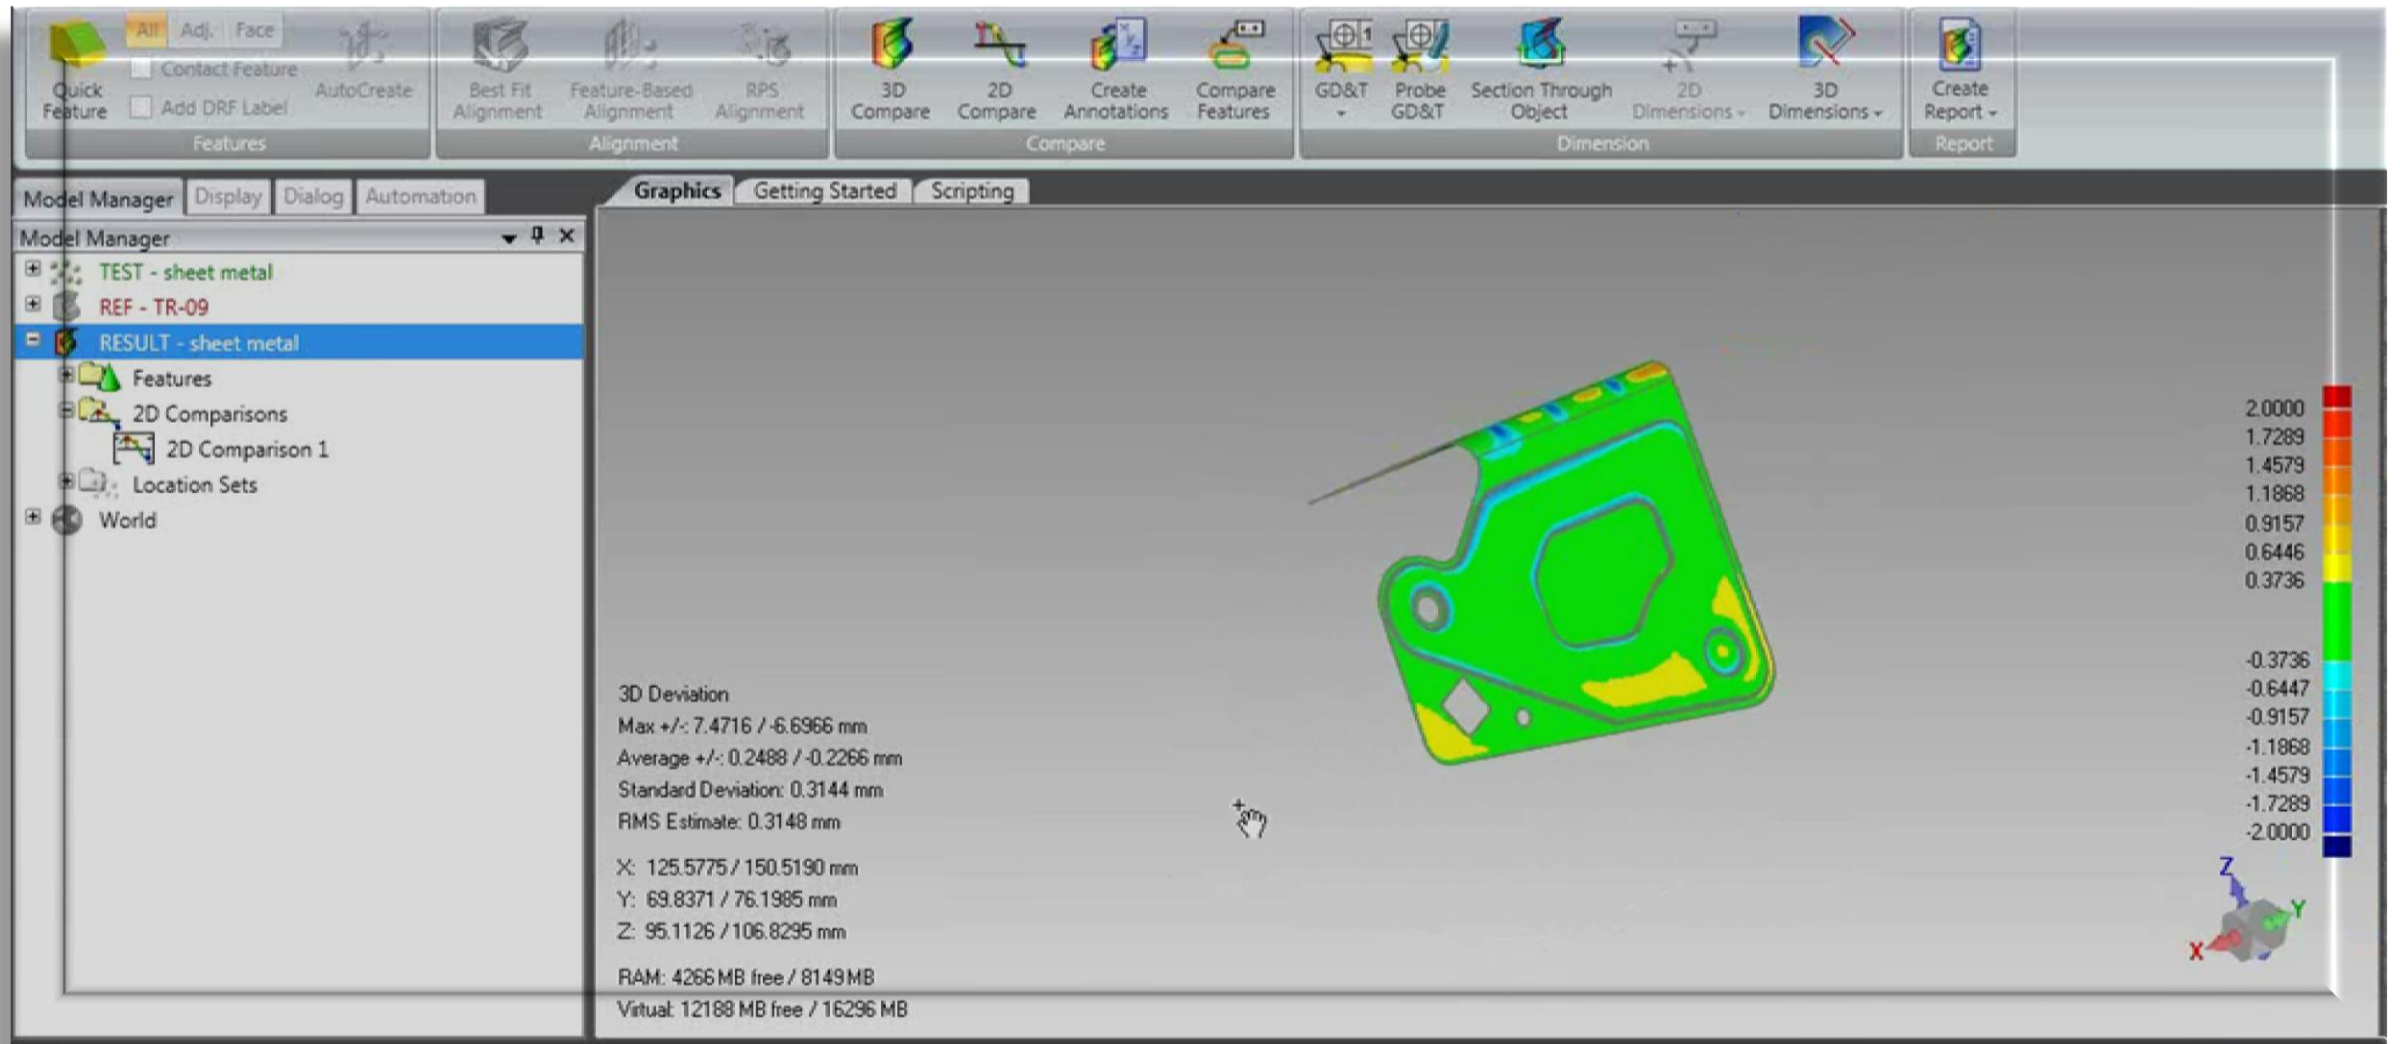 All Adj. Face
Contact Feature
Add DRF Label
Quick Feature
AutoCreate
Features
Best Fit Alignment
Feature-Based Alignment
RPS Alignment
Alignment
3D Compare
2D Compare
Create Annotations
Compare Features
Compare
GD&T
Probe GD&T
Section Through Object
2D Dimensions
3D Dimensions
Dimension
Create Report
Report
Model Manager Display Dialog Automation
Graphics Getting Started Scripting
Model Manager
TEST - sheet metal
REF - TR-09
RESULT - sheet metal
Features
2D Comparisons
2D Comparison 1
Location Sets
World
3D Deviation
Max +/-: 7.4716 / -6.6966 mm
Average +/-: 0.2488 / -0.2266 mm
Standard Deviation: 0.3144 mm
RMS Estimate: 0.3148 mm
X: 125.5775 / 150.5190 mm
Y: 69.8371 / 76.1985 mm
Z: 95.1126 / 106.8295 mm
RAM: 4266 MB free / 8149 MB
Virtual: 12188 MB free / 16296 MB
2.0000
1.7289
1.4579
1.1868
0.9157
0.6446
0.3736
-0.3736
-0.6447
-0.9157
-1.1868
-1.4579
-1.7289
-2.0000
Z
Y
X